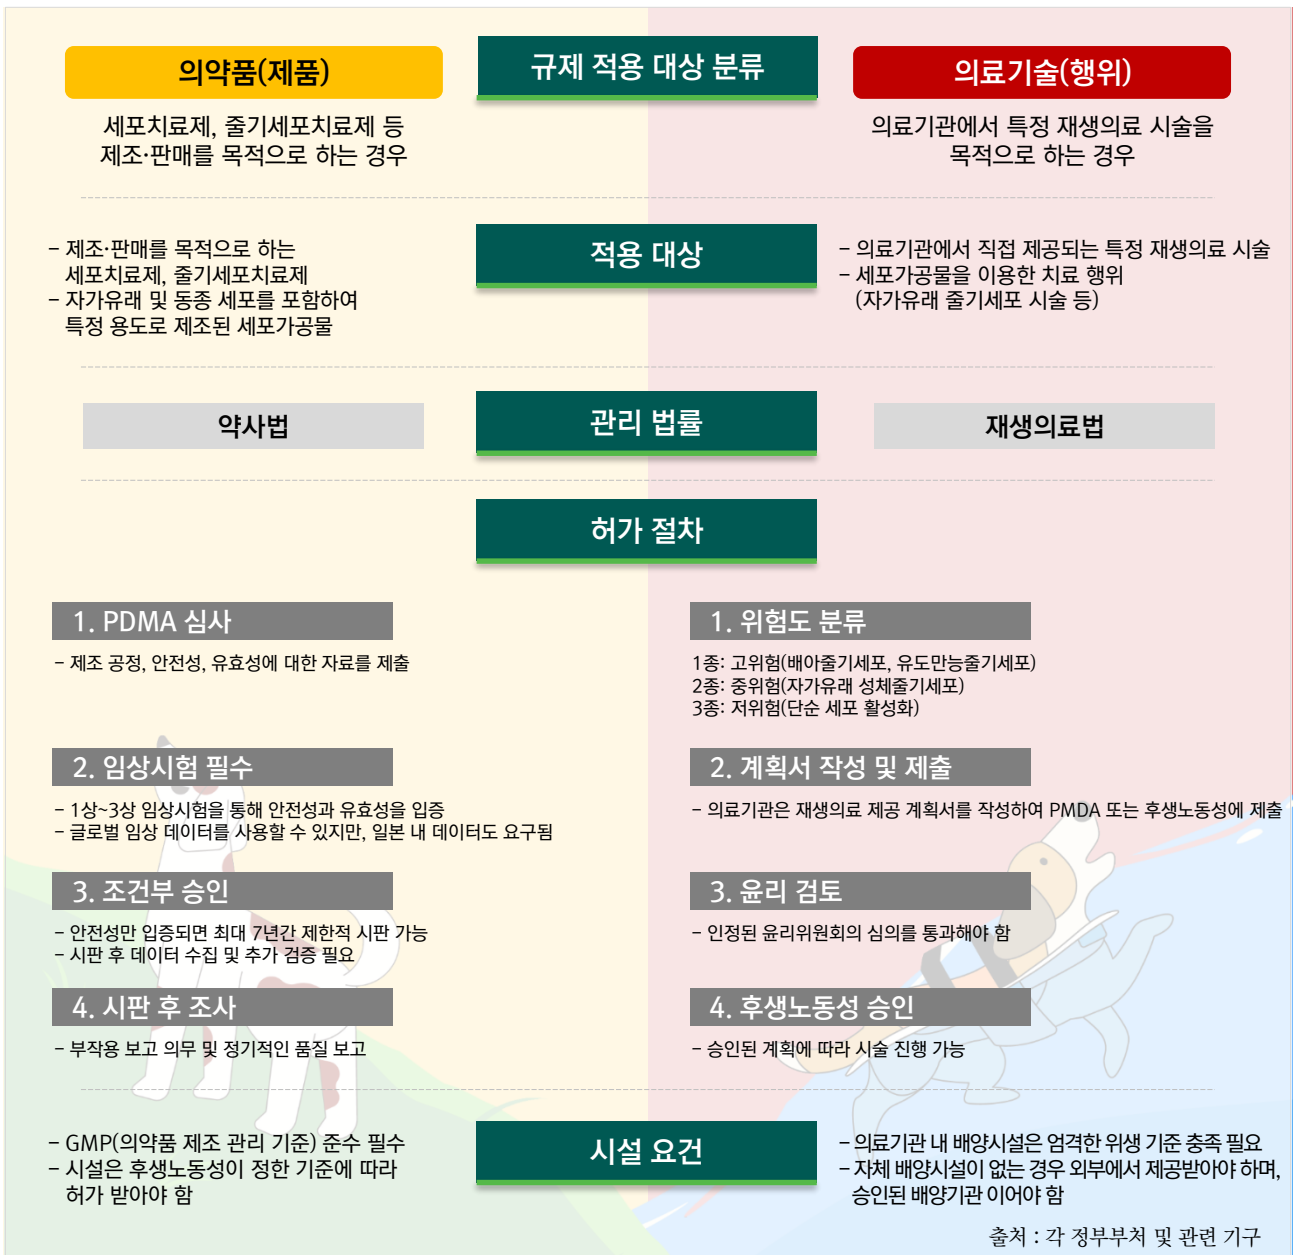 의약품(제품)
규제 적용 대상 분류
의료기술(행위)
세포치료제, 줄기세포치료제 등
제조·판매를 목적으로 하는 경우
의료기관에서 특정 재생의료 시술을
목적으로 하는 경우
– 제조·판매를 목적으로 하는
세포치료제, 줄기세포치료제
– 자가유래 및 동종 세포를 포함하여
특정 용도로 제조된 세포가공물
적용 대상
– 의료기관에서 직접 제공되는 특정 재생의료 시술
– 세포가공물을 이용한 치료 행위
(자가유래 줄기세포 시술 등)
약사법
관리 법률
재생의료법
허가 절차
1. PDMA 심사
– 제조 공정, 안전성, 유효성에 대한 자료를 제출
2. 임상시험 필수
– 1상~3상 임상시험을 통해 안전성과 유효성을 입증
– 글로벌 임상 데이터를 사용할 수 있지만, 일본 내 데이터도 요구됨
3. 조건부 승인
– 안전성만 입증되면 최대 7년간 제한적 시판 가능
– 시판 후 데이터 수집 및 추가 검증 필요
4. 시판 후 조사
– 부작용 보고 의무 및 정기적인 품질 보고
1. 위험도 분류
1종: 고위험(배아줄기세포, 유도만능줄기세포)
2종: 중위험(자가유래 성체줄기세포)
3종: 저위험(단순 세포 활성화)
2. 계획서 작성 및 제출
– 의료기관은 재생의료 제공 계획서를 작성하여 PMDA 또는 후생노동성에 제출
3. 윤리 검토
– 인정된 윤리위원회의 심의를 통과해야 함
4. 후생노동성 승인
– 승인된 계획에 따라 시술 진행 가능
– GMP(의약품 제조 관리 기준) 준수 필수
– 시설은 후생노동성이 정한 기준에 따라
허가 받아야 함
시설 요건
– 의료기관 내 배양시설은 엄격한 위생 기준 충족 필요
– 자체 배양시설이 없는 경우 외부에서 제공받아야 하며,
승인된 배양기관 이어야 함
출처 : 각 정부부처 및 관련 기구